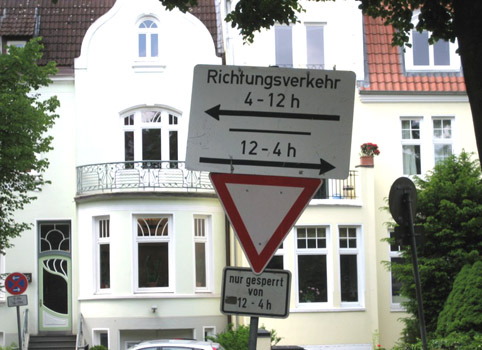 Richtungsverkehr
4 - 12 h
12 - 4 h
nur gesperrt
von
12 - 4 h